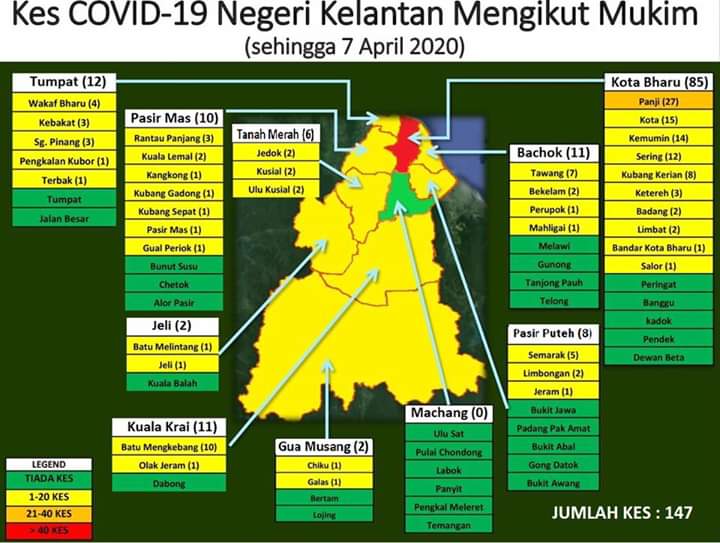 Kes COVID-19 Negeri Kelantan Mengikut Mukim
(sehingga 7 April 2020)
Tumpat (12)
Wakaf Bharu (4)
Kebakat (3)
Sg. Pinang (3)
Pengkalan Kubor (1)
Terbak (1)
Tumpat
Jalan Besar
Pasir Mas (10)
Rantau Panjang (3)
Kuala Lemal (2)
Kangkong (1)
Kubang Gadong (1)
Kubang Sepat (1)
Pasir Mas (1)
Gual Periok (1)
Bunut Susu
Chetok
Alor Pasir
Tanah Merah (6)
Jedok (2)
Kusial (2)
Ulu Kusial (2)
Bachok (11)
Tawang (7)
Bekelam (2)
Perupok (1)
Mahligai (1)
Melawi
Gunong
Tanjong Pauh
Telong
Kota Bharu (85)
Panji (27)
Kota (15)
Kemumin (14)
Sering (12)
Kubang Kerian (8)
Ketereh (3)
Badang (2)
Limbat (2)
Bandar Kota Bharu (1)
Salor (1)
Peringat
Banggu
kadok
Pendek
Dewan Beta
Jeli (2)
Batu Melintang (1)
Jeli (1)
Kuala Balah
Pasir Puteh (8)
Semarak (5)
Limbongan (2)
Jeram (1)
Bukit Jawa
Padang Pak Amat
Bukit Abal
Gong Datok
Bukit Awang
Kuala Krai (11)
Batu Mengkebang (10)
Olak Jeram (1)
Dabong
Gua Musang (2)
Chiku (1)
Galas (1)
Bertam
Lojing
Machang (0)
Ulu Sat
Pulai Chondong
Labok
Panyit
Pengkal Meleret
Temangan
LEGEND
TIADA KES
1-20 KES
21-40 KES
> 40 KES
JUMLAH KES : 147